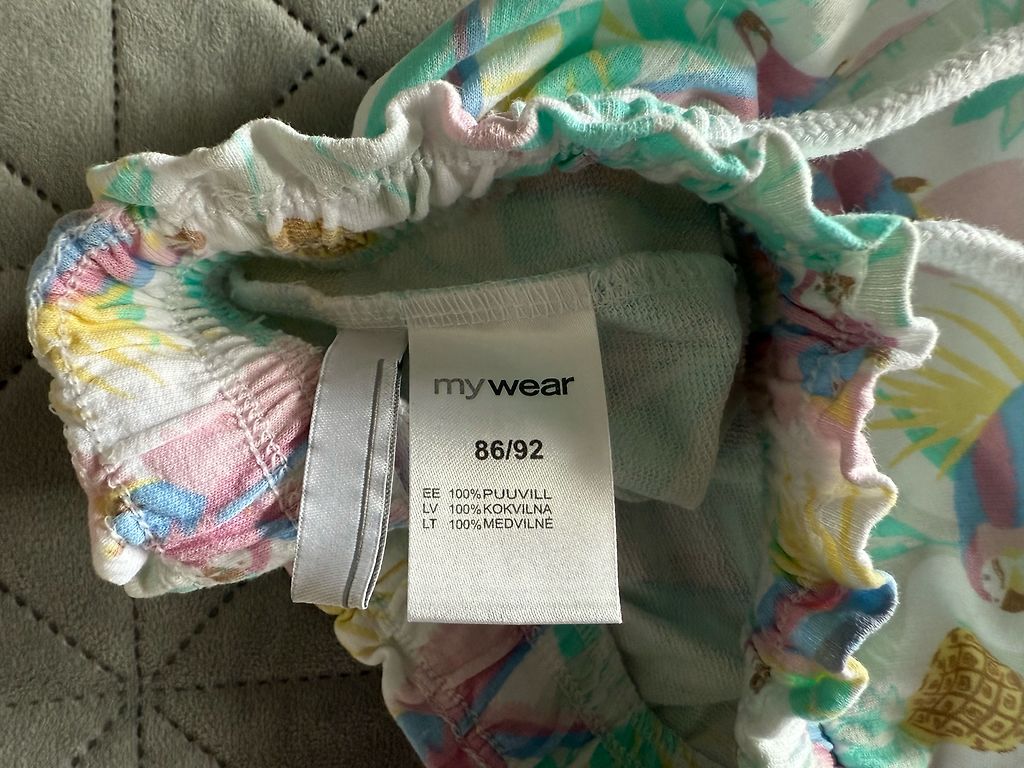 mywear
86/92
EE 100% PUUVILL
LV 100% KOKVILNA
LT 100% MEDVILNĖ